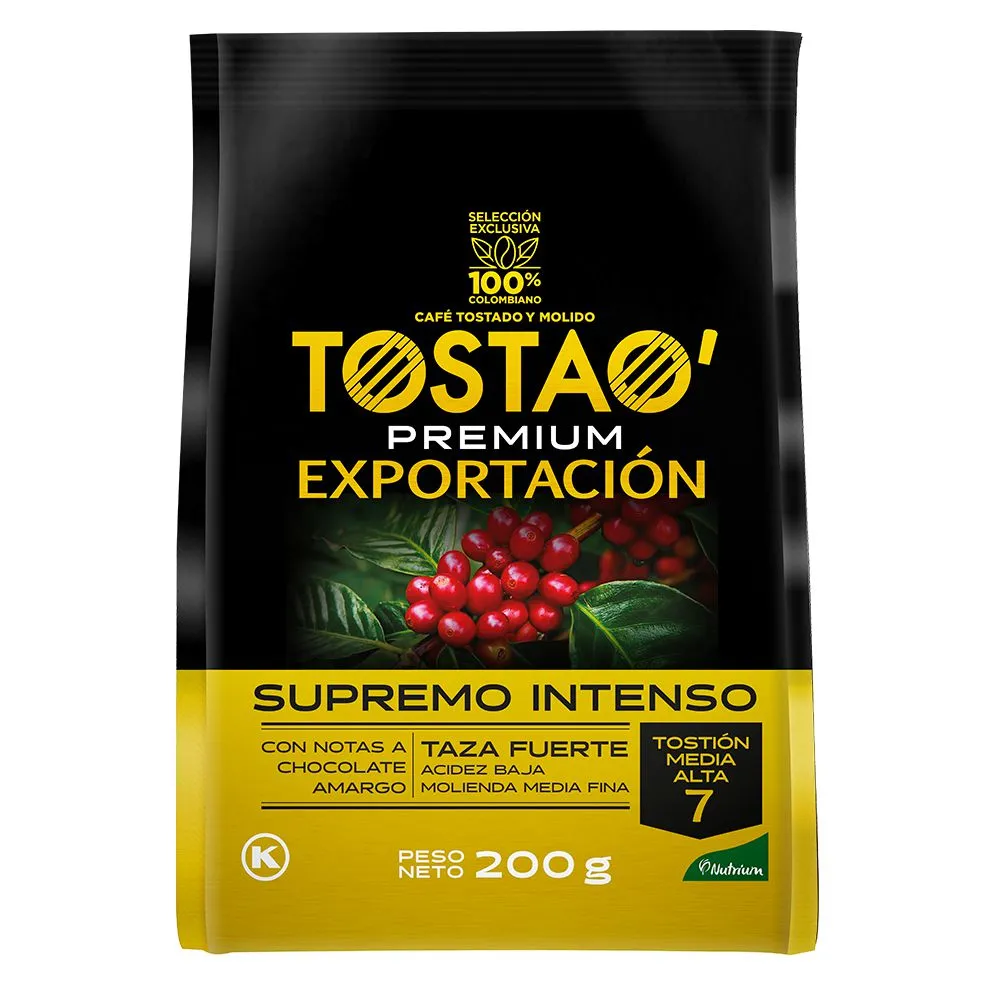 SELECCIÓN
EXCLUSIVA
100%
COLOMBIANO
CAFÉ TOSTADO Y MOLIDO
TOSTAO'
PREMIUM
EXPORTACIÓN
SUPREMO INTENSO
CON NOTAS A
CHOCOLATE
AMARGO
TAZA FUERTE
ACIDEZ BAJA
MOLIENDA MEDIA FINA
TOSTIÓN
MEDIA
ALTA
7
K
PESO
NETO 200 g
Nutrium